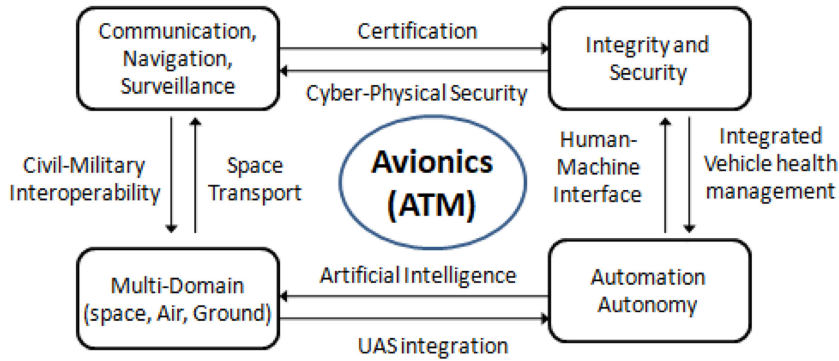 Communication,
Navigation,
Surveillance
Certification
Cyber-Physical Security
Integrity and
Security
Civil-Military
Interoperability
Space
Transport
Avionics
(ATM)
Human-
Machine
Interface
Integrated
Vehicle health
management
Multi-Domain
(space, Air, Ground)
Artificial Intelligence
UAS integration
Automation
Autonomy